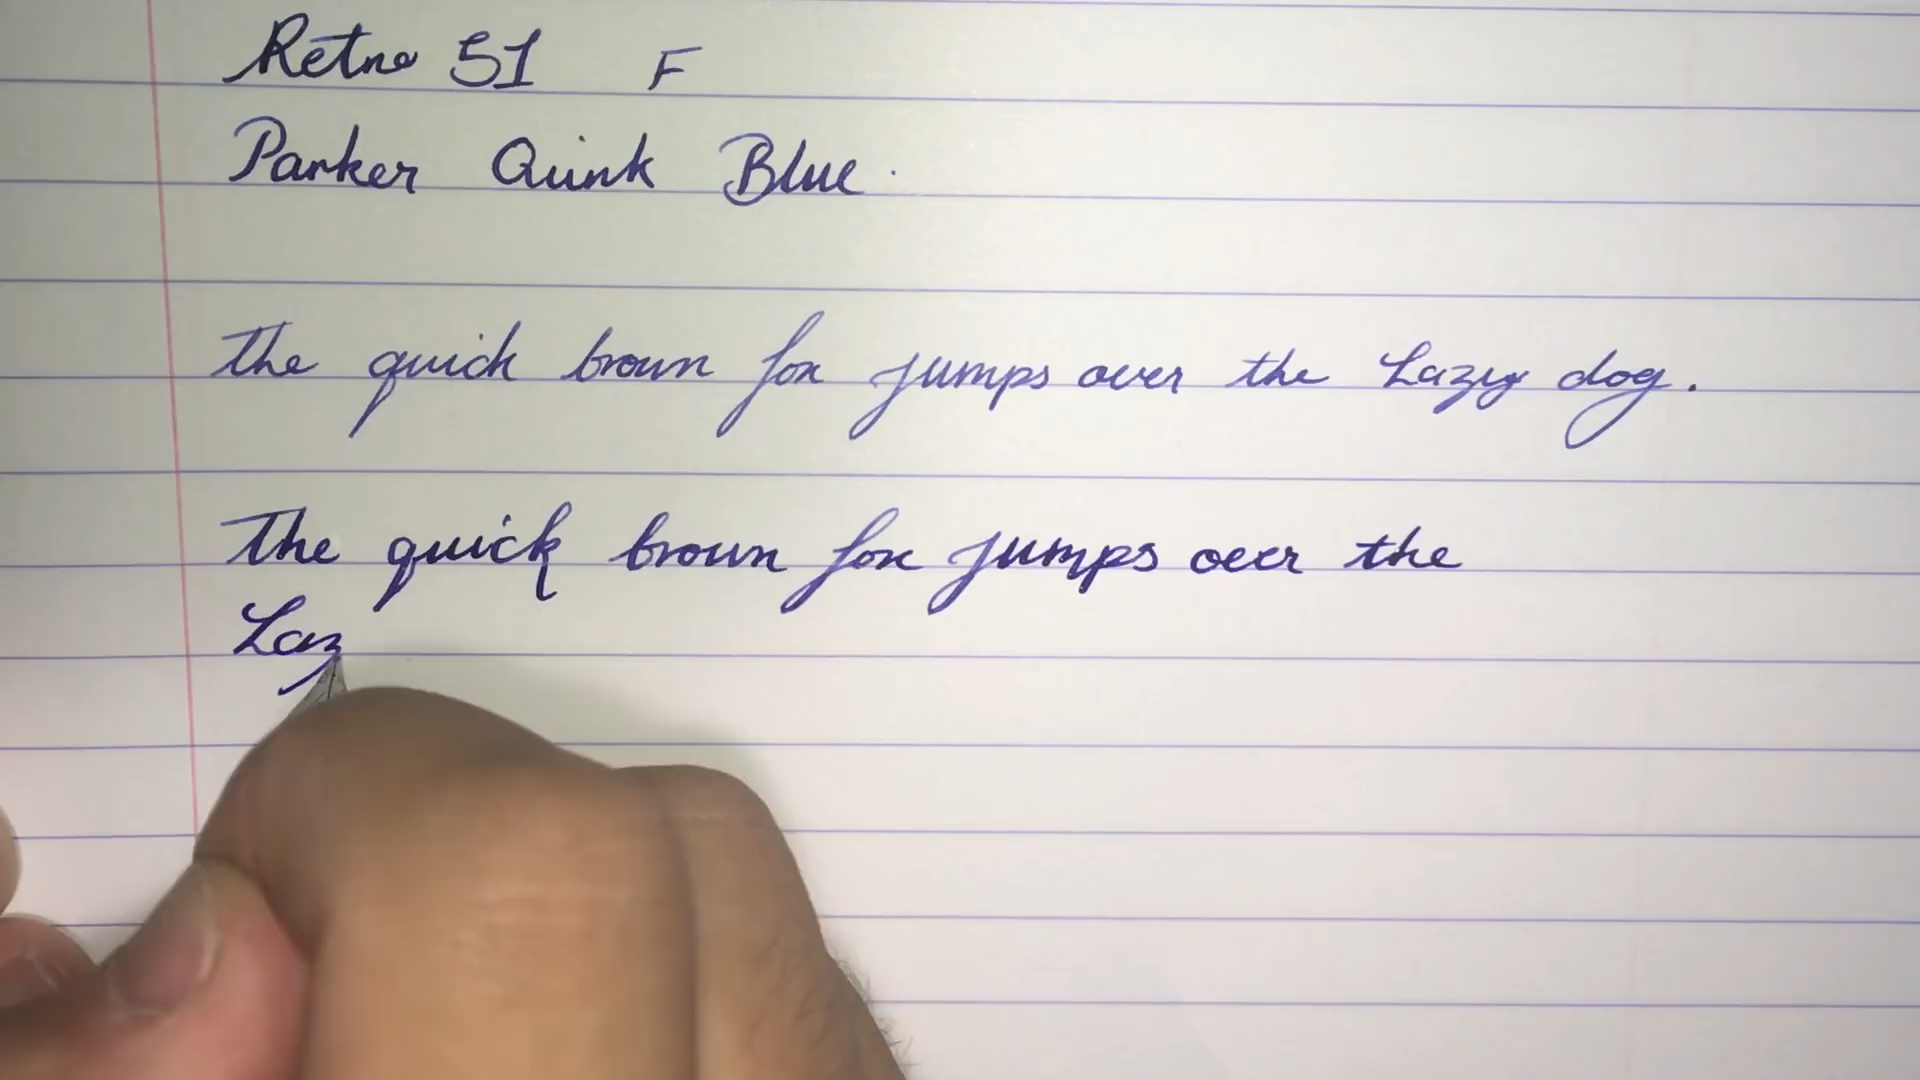 Retro 51 F
Parker Quink Blue.
The quick brown fox jumps over the Lazy dog.
The quick brown fox jumps over the
Laz